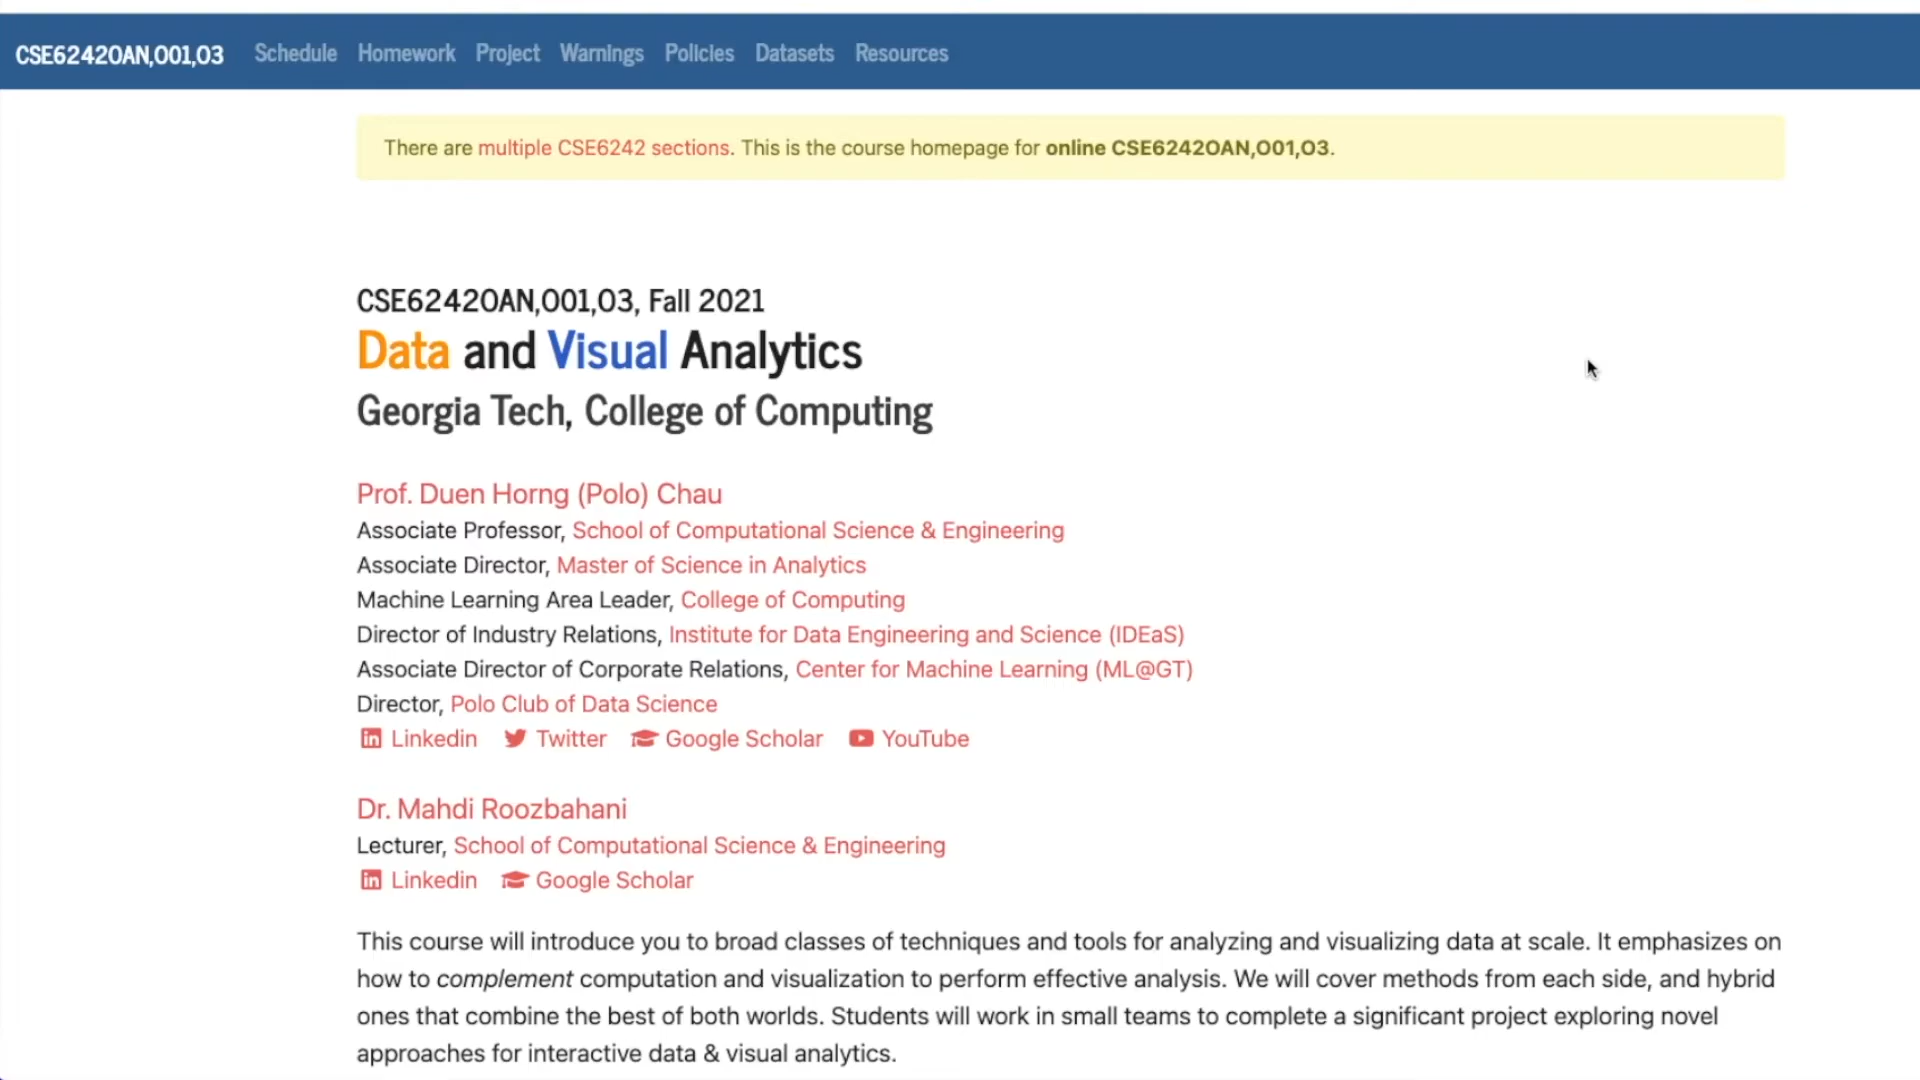 CSE6242OAN,O01,O3 Schedule Homework Project Warnings Policies Datasets Resources
There are multiple CSE6242 sections. This is the course homepage for online CSE6242OAN,O01,O3.
CSE6242OAN,O01,O3, Fall 2021
Data and Visual Analytics
Georgia Tech, College of Computing
Prof. Duen Horng (Polo) Chau
Associate Professor, School of Computational Science & Engineering
Associate Director, Master of Science in Analytics
Machine Learning Area Leader, College of Computing
Director of Industry Relations, Institute for Data Engineering and Science (IDEaS)
Associate Director of Corporate Relations, Center for Machine Learning (ML@GT)
Director, Polo Club of Data Science
Linkedin Twitter Google Scholar YouTube
Dr. Mahdi Roozbahani
Lecturer, School of Computational Science & Engineering
Linkedin Google Scholar
This course will introduce you to broad classes of techniques and tools for analyzing and visualizing data at scale. It emphasizes on
how to complement computation and visualization to perform effective analysis. We will cover methods from each side, and hybrid
ones that combine the best of both worlds. Students will work in small teams to complete a significant project exploring novel
approaches for interactive data & visual analytics.